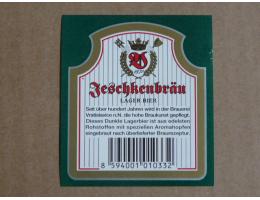 Jeschkenbräu
LAGER BIER
Seit über hundert Jahren wird in der Brauerei
Vratislavice n.N. die hohe Braukunst gepflegt.
Dieses Dunkle Lagerbier ist aus edelsten
Rohstoffen mit speziellen Aromahopfen
eingebraut nach überlieferter Braurezeptur.
8 594001 010332